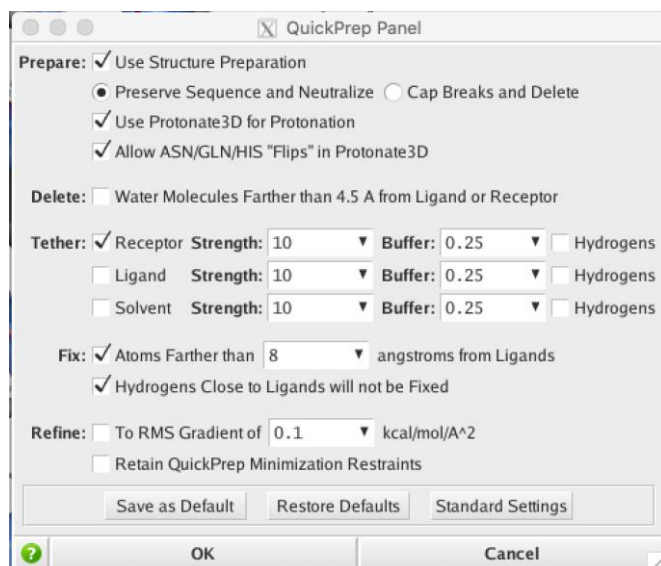 QuickPrep Panel
Prepare: Use Structure Preparation
Preserve Sequence and Neutralize Cap Breaks and Delete
Use Protonate3D for Protonation
Allow ASN/GLN/HIS "Flips" in Protonate3D
Delete: Water Molecules Farther than 4.5 A from Ligand or Receptor
Tether: Receptor Strength: 10 Buffer: 0.25 Hydrogens
Ligand Strength: 10 Buffer: 0.25 Hydrogens
Solvent Strength: 10 Buffer: 0.25 Hydrogens
Fix: Atoms Farther than 8 angstroms from Ligands
Hydrogens Close to Ligands will not be Fixed
Refine: To RMS Gradient of 0.1 kcal/mol/A^2
Retain QuickPrep Minimization Restraints
Save as Default Restore Defaults Standard Settings
? OK Cancel